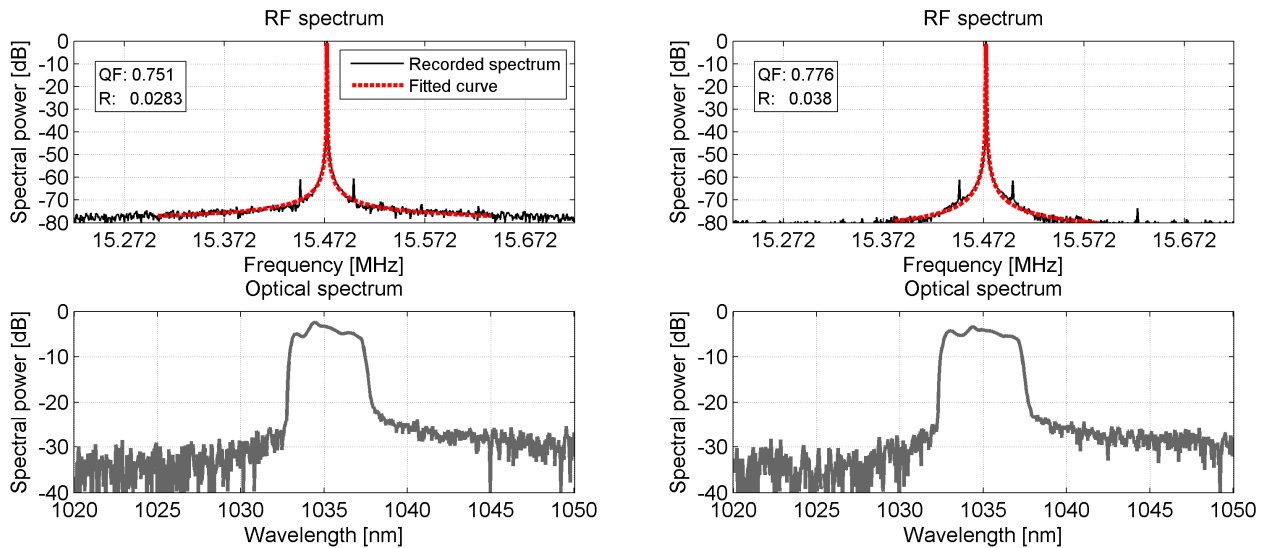 RF spectrum
Spectral power [dB]
0
-10
-20
-30
-40
-50
-60
-70
-80
QF: 0.751
R: 0.0283
Recorded spectrum
Fitted curve
15.272 15.372 15.472 15.572 15.672
Frequency [MHz]
RF spectrum
Spectral power [dB]
0
-10
-20
-30
-40
-50
-60
-70
-80
QF: 0.776
R: 0.038
15.272 15.372 15.472 15.572 15.672
Frequency [MHz]
Optical spectrum
Spectral power [dB]
0
-10
-20
-30
-40
1020 1025 1030 1035 1040 1045 1050
Wavelength [nm]
Optical spectrum
Spectral power [dB]
0
-10
-20
-30
-40
1020 1025 1030 1035 1040 1045 1050
Wavelength [nm]